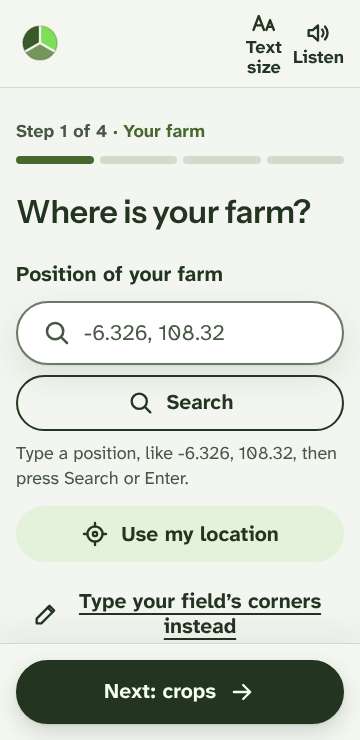 Text
size
Listen
Step 1 of 4 · Your farm
Where is your farm?
Position of your farm
-6.326, 108.32
Search
Type a position, like -6.326, 108.32, then
press Search or Enter.
Use my location
Type your field’s corners
instead
Next: crops